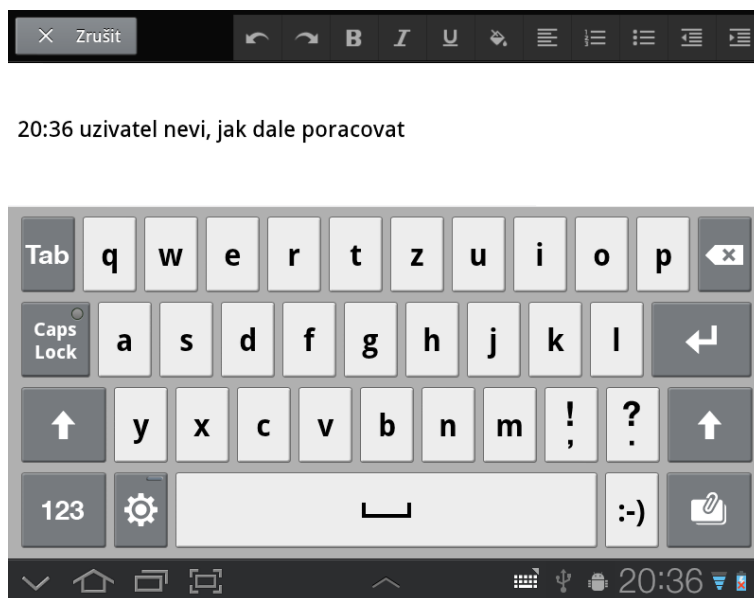 Zrušit B I U
20:36 uzivatel nevi, jak dale poracovat
Tab q w e r t z u i o p
Caps Lock a s d f g h j k l
y x c v b n m ! , ? .
123 :-)
20:36